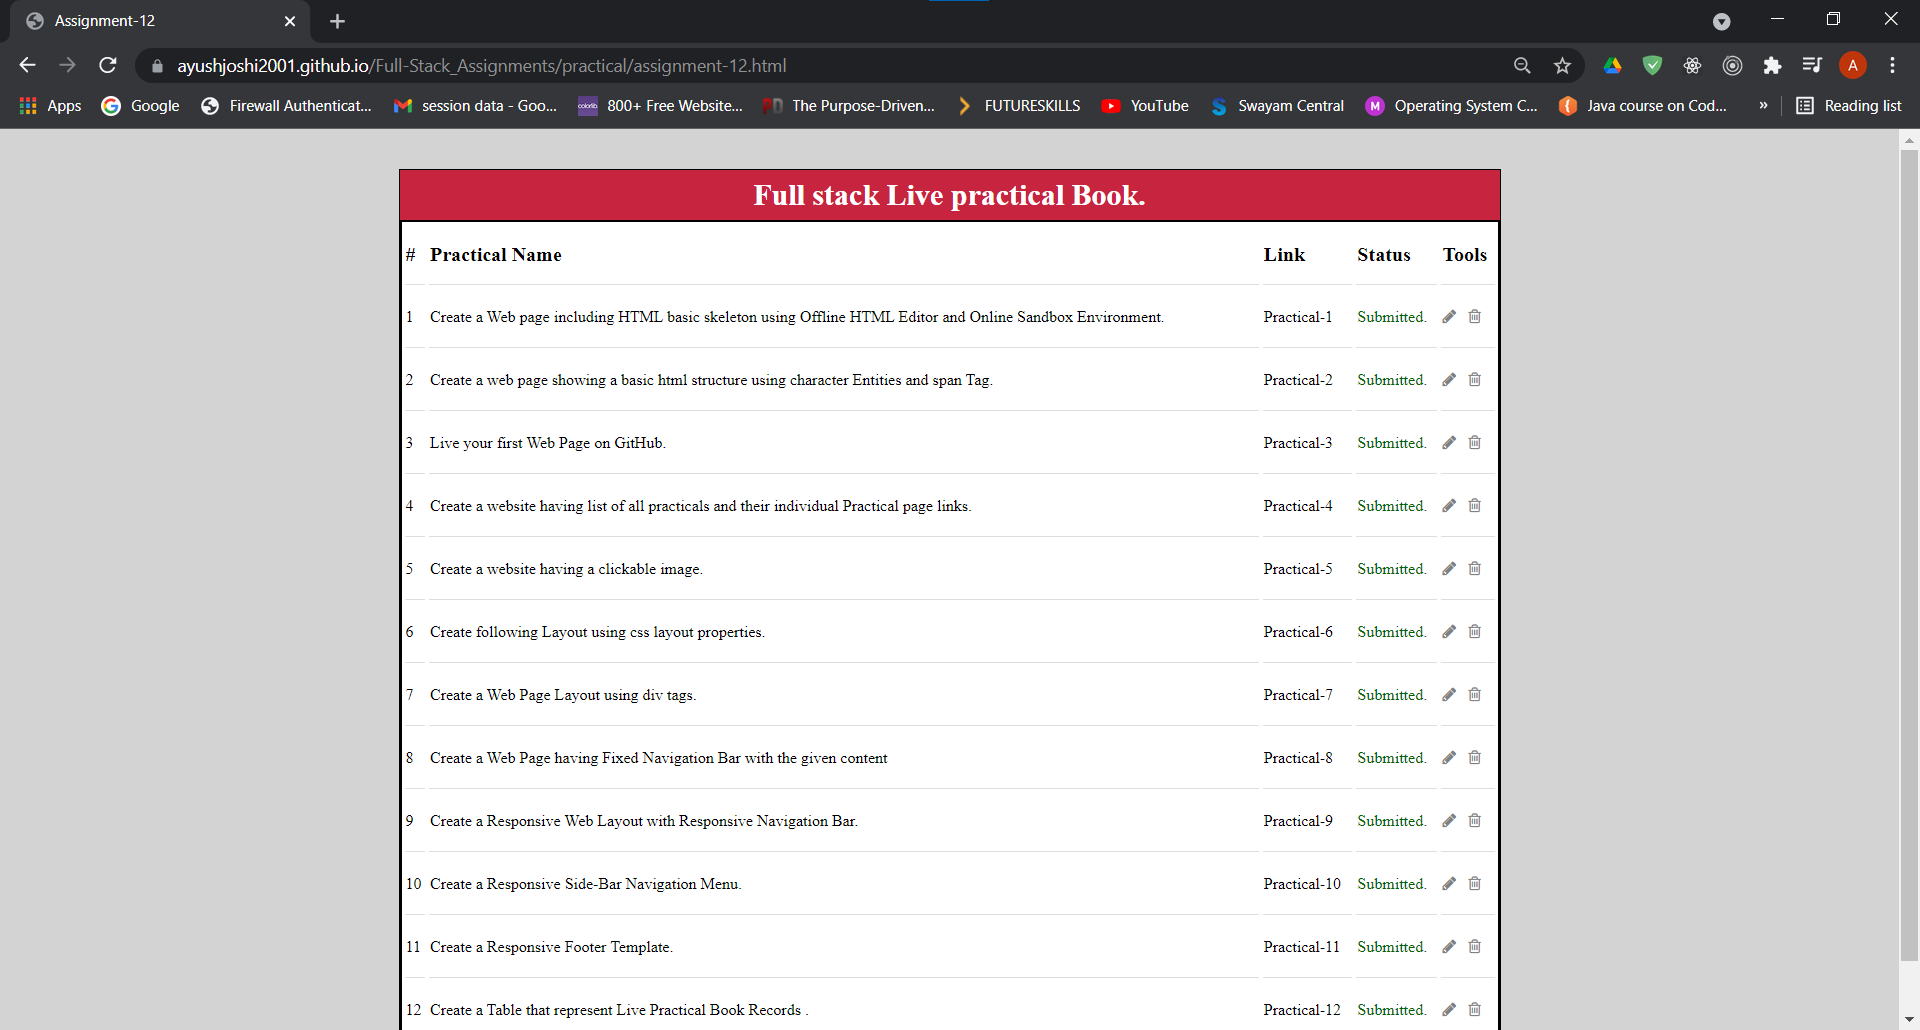 Assignment-12
ayushjoshi2001.github.io/Full-Stack_Assignments/practical/assignment-12.html
A
Apps Google Firewall Authenticat... session data - Goo... 800+ Free Website... The Purpose-Driven... FUTURESKILLS YouTube Swayam Central M Operating System C... Java course on Cod... » Reading list
Full stack Live practical Book.
# Practical Name Link Status Tools
1 Create a Web page including HTML basic skeleton using Offline HTML Editor and Online Sandbox Environment. Practical-1 Submitted.
2 Create a web page showing a basic html structure using character Entities and span Tag. Practical-2 Submitted.
3 Live your first Web Page on GitHub. Practical-3 Submitted.
4 Create a website having list of all practicals and their individual Practical page links. Practical-4 Submitted.
5 Create a website having a clickable image. Practical-5 Submitted.
6 Create following Layout using css layout properties. Practical-6 Submitted.
7 Create a Web Page Layout using div tags. Practical-7 Submitted.
8 Create a Web Page having Fixed Navigation Bar with the given content Practical-8 Submitted.
9 Create a Responsive Web Layout with Responsive Navigation Bar. Practical-9 Submitted.
10 Create a Responsive Side-Bar Navigation Menu. Practical-10 Submitted.
11 Create a Responsive Footer Template. Practical-11 Submitted.
12 Create a Table that represent Live Practical Book Records . Practical-12 Submitted.